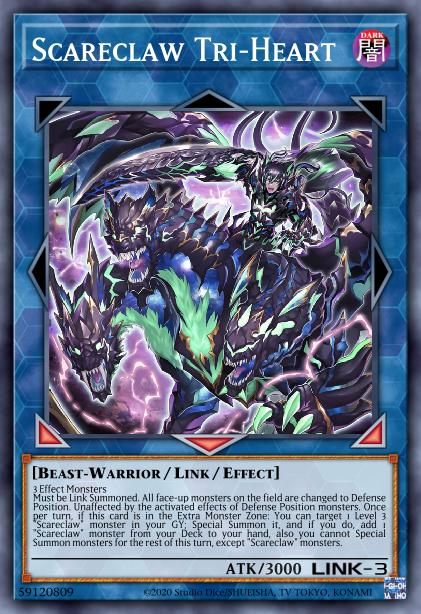 SCARECLAW TRI-HEART
DARK
闇
[BEAST-WARRIOR / LINK / EFFECT]
3 Effect Monsters
Must be Link Summoned. All face-up monsters on the field are changed to Defense
Position. Unaffected by the activated effects of Defense Position monsters. Once
per turn, if this card is in the Extra Monster Zone: You can target 1 Level 3
"Scareclaw" monster in your GY; Special Summon it, and if you do, add 1
"Scareclaw" monster from your Deck to your hand, also you cannot Special
Summon monsters for the rest of this turn, except "Scareclaw" monsters.
ATK/3000 LINK-3
59120809 ©2020 Studio Dice/SHUEISHA, TV TOKYO, KONAMI